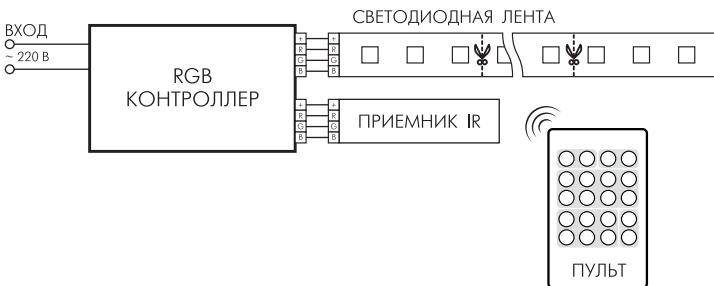 СВЕТОДИОДНАЯ ЛЕНТА
ВХОД
~ 220 В
RGB
КОНТРОЛЛЕР
+
R
G
B
+
R
G
B
+
R
G
B
+
R
G
B
ПРИЕМНИК IR
ПУЛЬТ